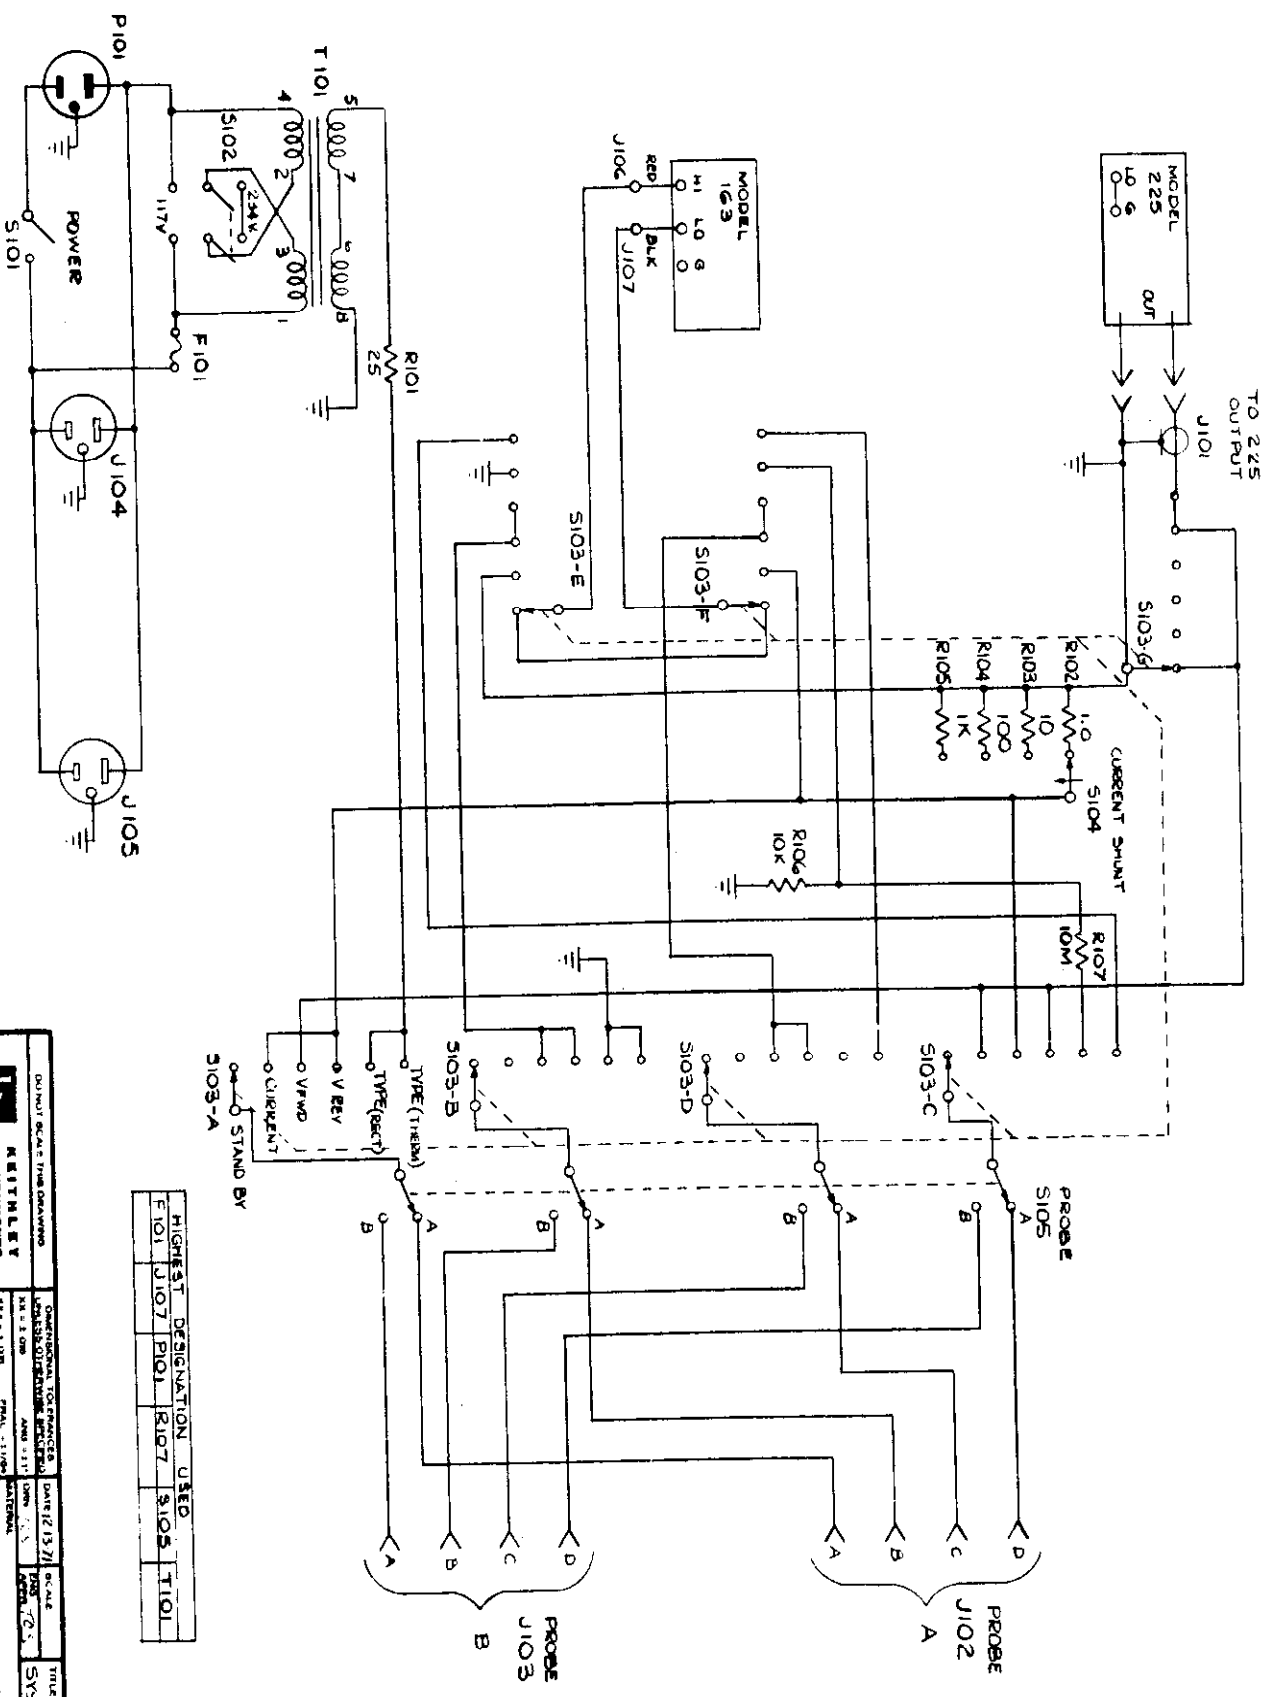 TO 225
OUTPUT
J101
MODEL
225
LO G
OUT
S103-G
MODEL
163
HI LO G
RED
BLK
J106
J107
S103-E
S103-F
R102
1.0
R103
10
R104
100
R105
1K
CURRENT SHUNT
S104
R106
10K
R107
10M
T101
5 7 6 8
4 2 3 1
R101
25
S102
234V
117V
F101
P101
POWER
S101
J104
J105
S103-A
S103-B
S103-C
S103-D
STAND BY
CURRENT
VFWD
V REV
TYPE (RECT)
TYPE (THERM)
PROBE
S105
A
B
A
B
A
B
A
B
A
B
C
D
PROBE
J102
A
A
B
C
D
PROBE
J103
B
HIGHEST DESIGNATION USED
F101 J107 P101 R107 S105 T101
DO NOT SCALE THIS DRAWING
KEITHLEY
DIMENSIONAL TOLERANCES
UNLESS OTHERWISE SPECIFIED
DATE 12 13-71
SCALE
MATERIAL
TITLE